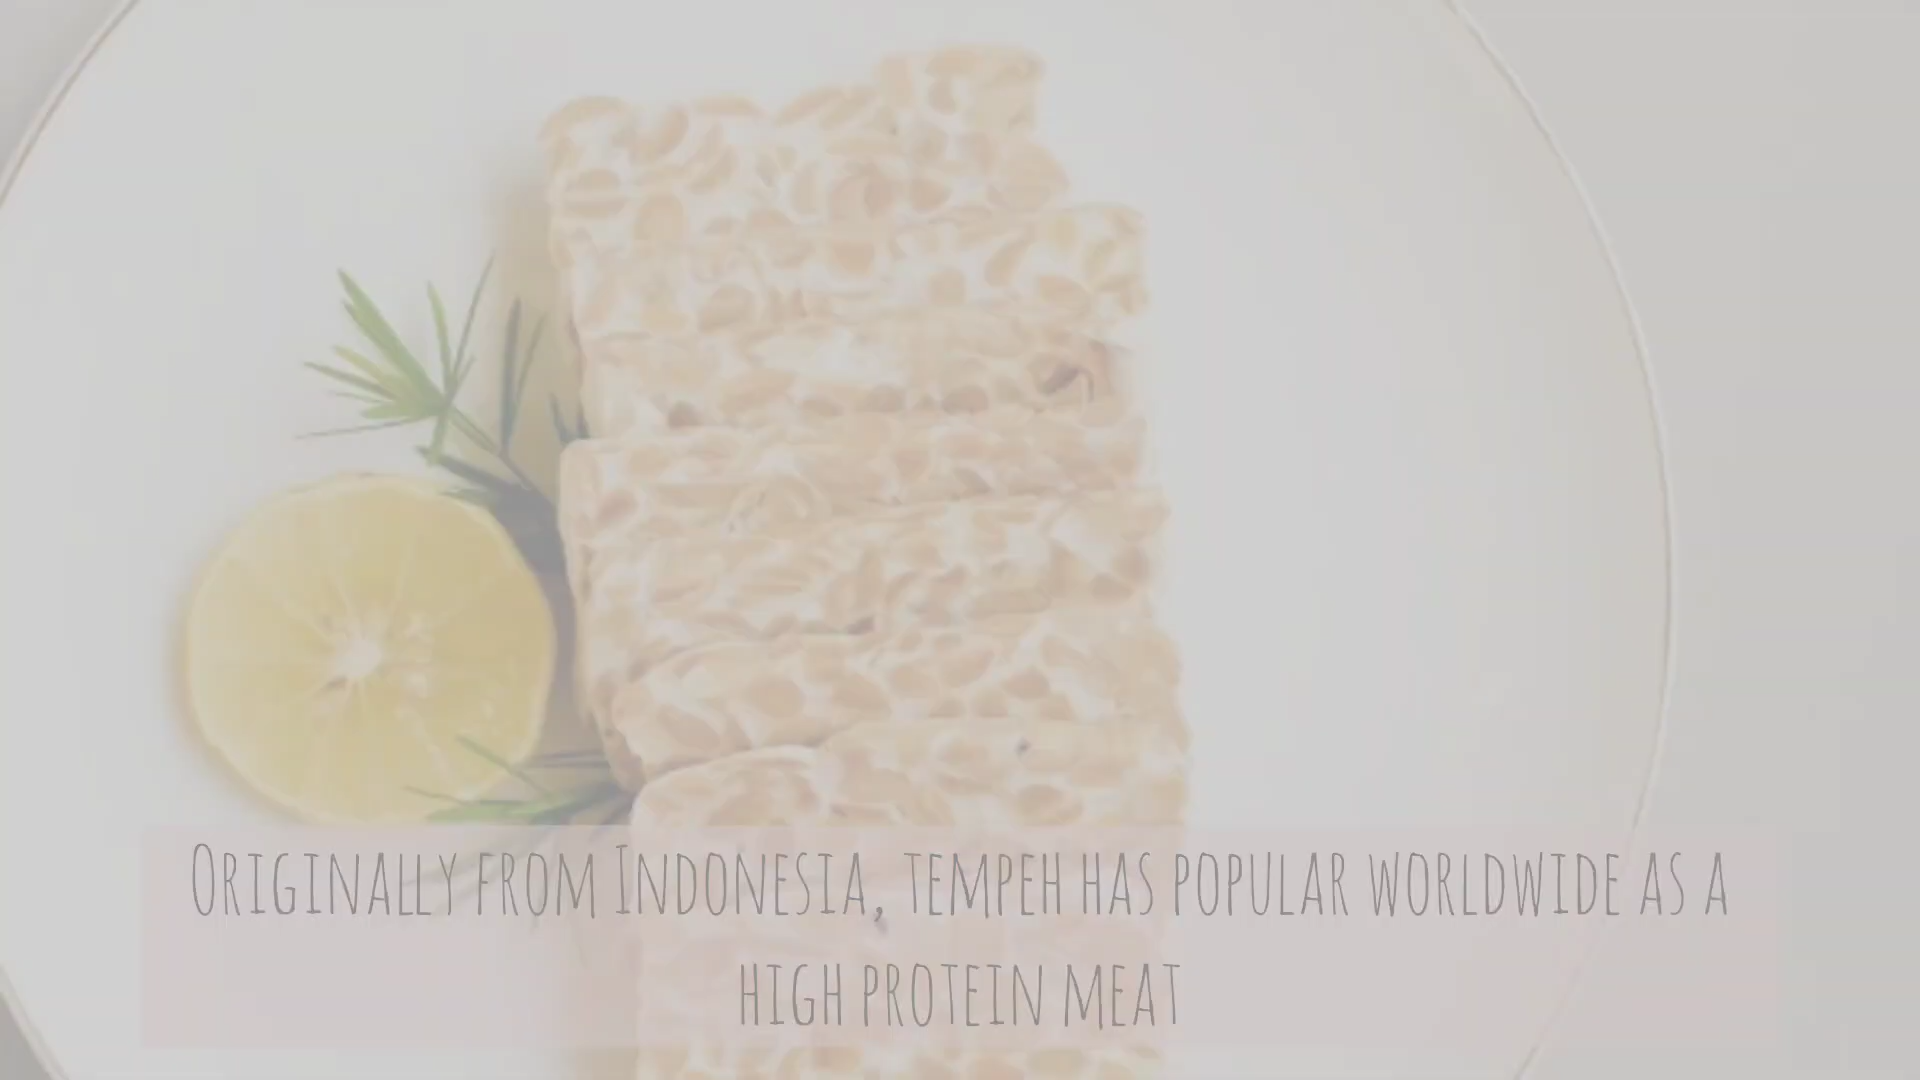 Originally from Indonesia, tempeh has popular worldwide as a
high protein meat